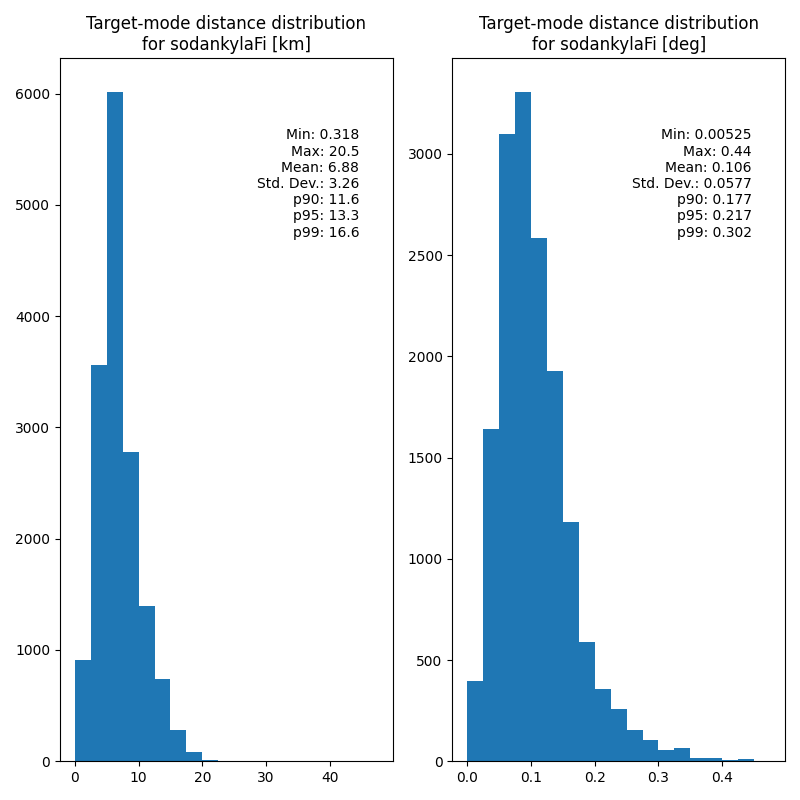 Target-mode distance distribution
for sodankylaFi [km]
6000
5000
4000
3000
2000
1000
0
Min: 0.318
Max: 20.5
Mean: 6.88
Std. Dev.: 3.26
p90: 11.6
p95: 13.3
p99: 16.6
0 10 20 30 40
Target-mode distance distribution
for sodankylaFi [deg]
3000
2500
2000
1500
1000
500
0
Min: 0.00525
Max: 0.44
Mean: 0.106
Std. Dev.: 0.0577
p90: 0.177
p95: 0.217
p99: 0.302
0.0 0.1 0.2 0.3 0.4